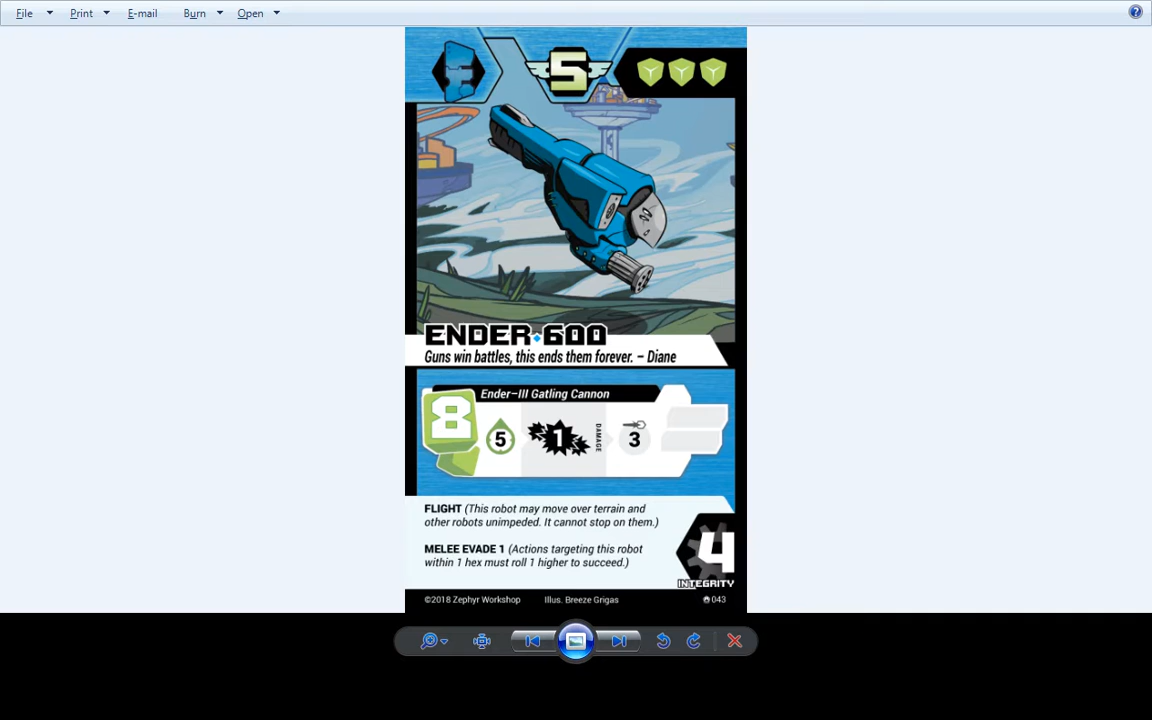 File Print E-mail Burn Open
5
ENDER•600
Guns win battles, this ends them forever. – Diane
Ender–III Gatling Cannon
8 5 1 DAMAGE 3
FLIGHT (This robot may move over terrain and
other robots unimpeded. It cannot stop on them.)
MELEE EVADE 1 (Actions targeting this robot
within 1 hex must roll 1 higher to succeed.)
4
INTEGRITY
©2018 Zephyr Workshop Illus. Breeze Grigas 043